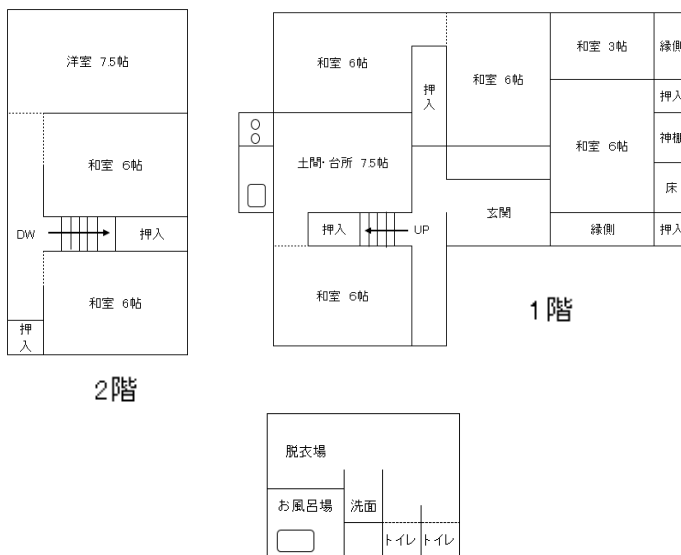 洋室 7.5帖
和室 6帖
DW
押入
和室 6帖
押
入
2階
和室 6帖
押
入
和室 6帖
和室 3帖
縁側
押入
和室 6帖
神棚
床
土間・台所 7.5帖
押入
UP
玄関
縁側
押入
和室 6帖
1階
脱衣場
お風呂場
洗面
トイレ
トイレ